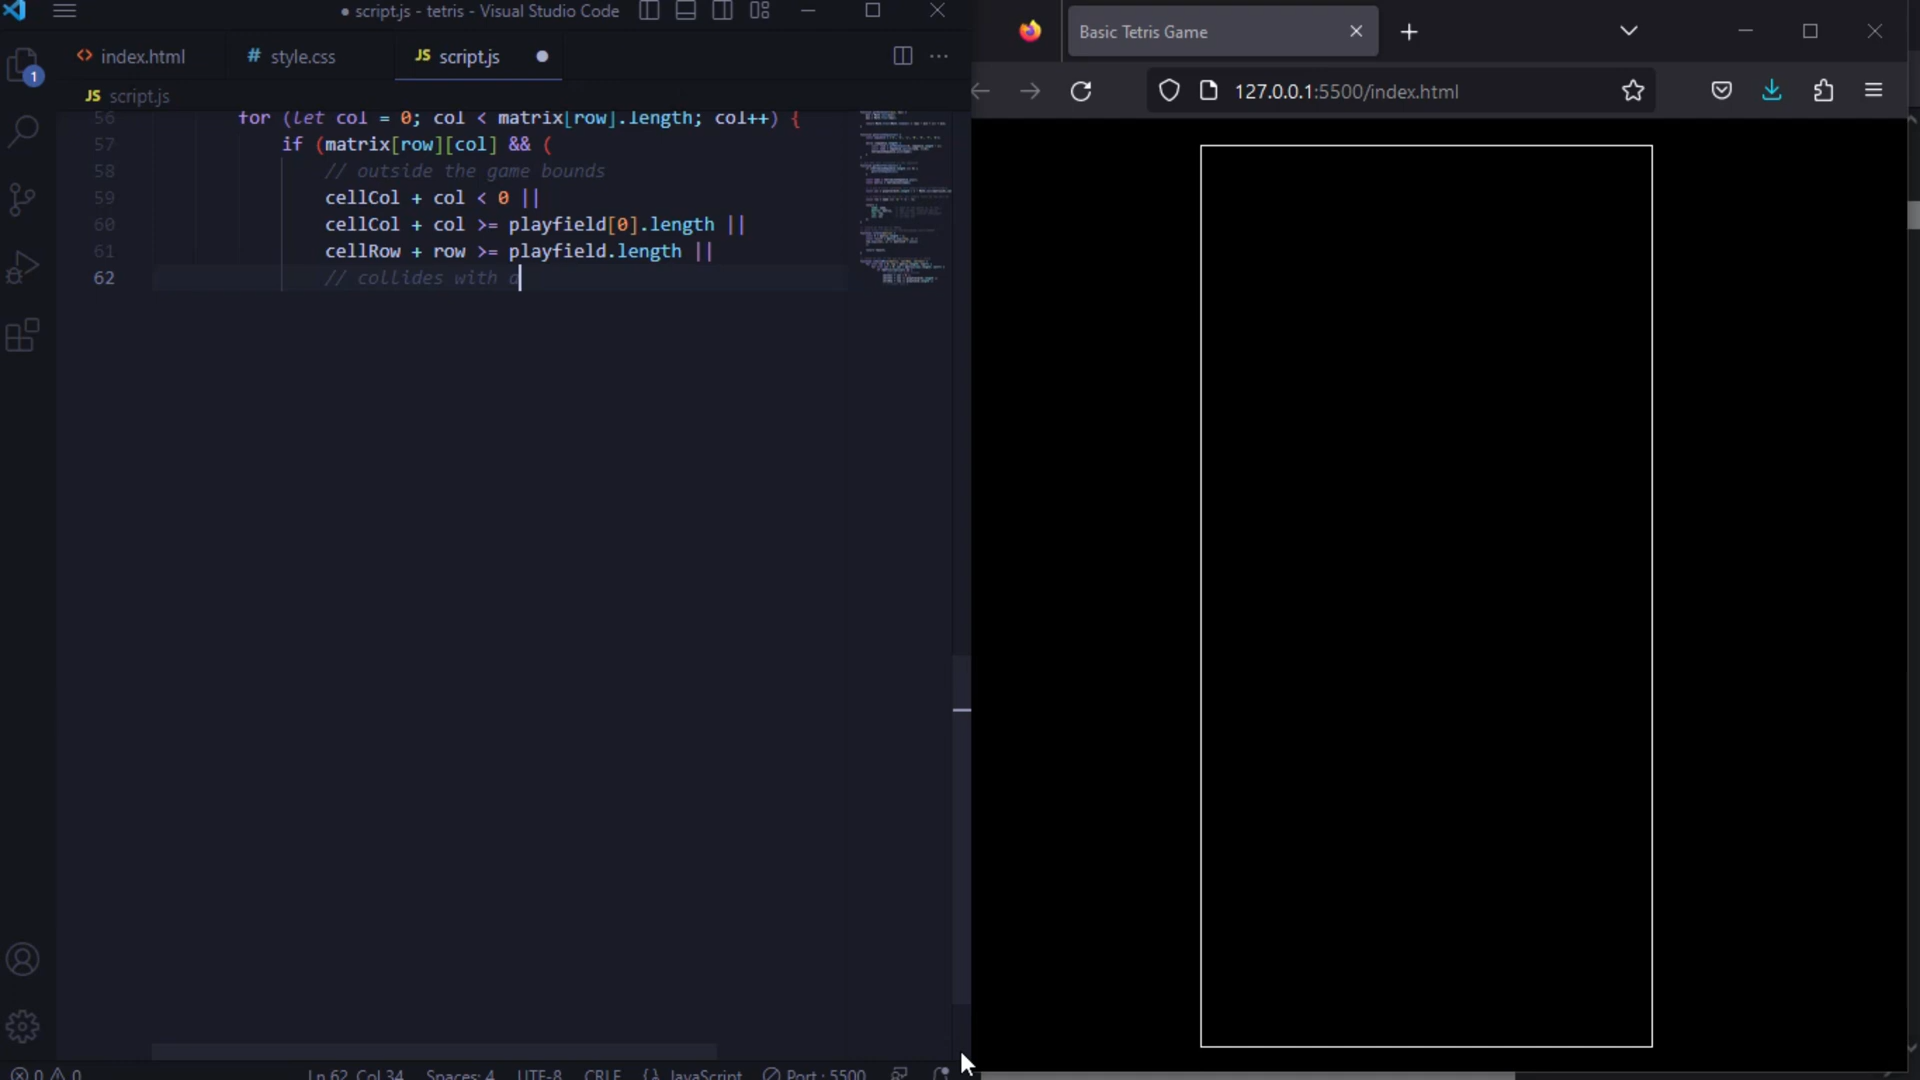 script.js - tetris - Visual Studio Code
index.html
style.css
JS script.js
JS script.js
1
56 for (let col = 0; col < matrix[row].length; col++) {
57 if (matrix[row][col] && (
58 // outside the game bounds
59 cellCol + col < 0 ||
60 cellCol + col >= playfield[0].length ||
61 cellRow + row >= playfield.length ||
62 // collides with a
0 0 Ln 62, Col 34 Spaces: 4 UTF-8 CRLF {} JavaScript Port : 5500
Basic Tetris Game
127.0.0.1:5500/index.html